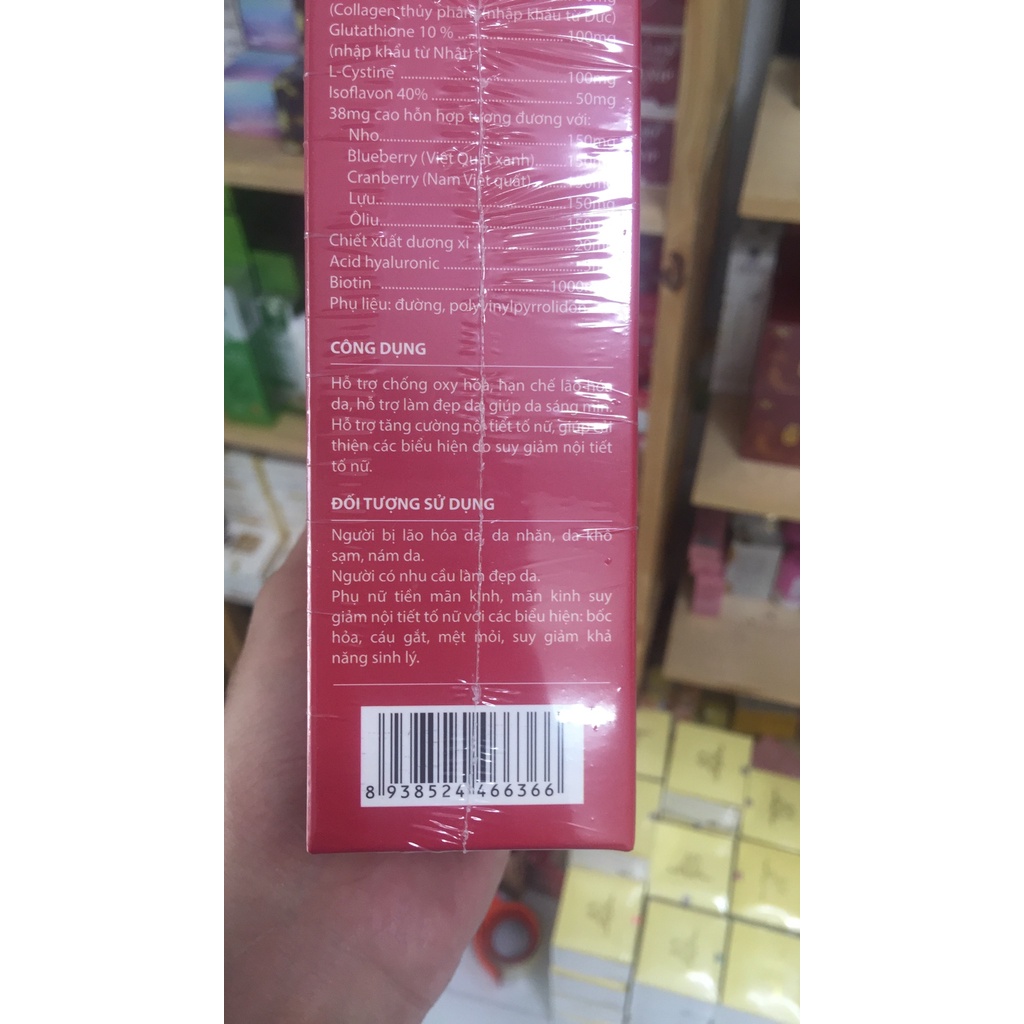 (Collagen thủy phân (nhập khẩu từ Đức)
Glutathione 10 % ........................ 100mg
(nhập khẩu từ Nhật)
L-Cystine ........................ 100mg
Isoflavon 40% ........................ 50mg
38mg cao hỗn hợp tương đương với:
Nho........................ 150mg
Blueberry (Việt Quất xanh)
Cranberry (Nam Việt quất)
Lựu........................ 150mg
Ôliu
Chiết xuất dương xỉ
Acid hyaluronic
Biotin
Phụ liệu: đường, polyvinylpyrrolidon
CÔNG DỤNG
Hỗ trợ chống oxy hoá, hạn chế lão hóa
da, hỗ trợ làm đẹp da, giúp da sáng mịn.
Hỗ trợ tăng cường nội tiết tố nữ, giúp cải
thiện các biểu hiện do suy giảm nội tiết
tố nữ.
ĐỐI TƯỢNG SỬ DỤNG
Người bị lão hóa da, da nhăn, da khô
sạm, nám da.
Người có nhu cầu làm đẹp da.
Phụ nữ tiền mãn kinh, mãn kinh suy
giảm nội tiết tố nữ với các biểu hiện: bốc
hỏa, cáu gắt, mệt mỏi, suy giảm khả
năng sinh lý.
8 938524 466366